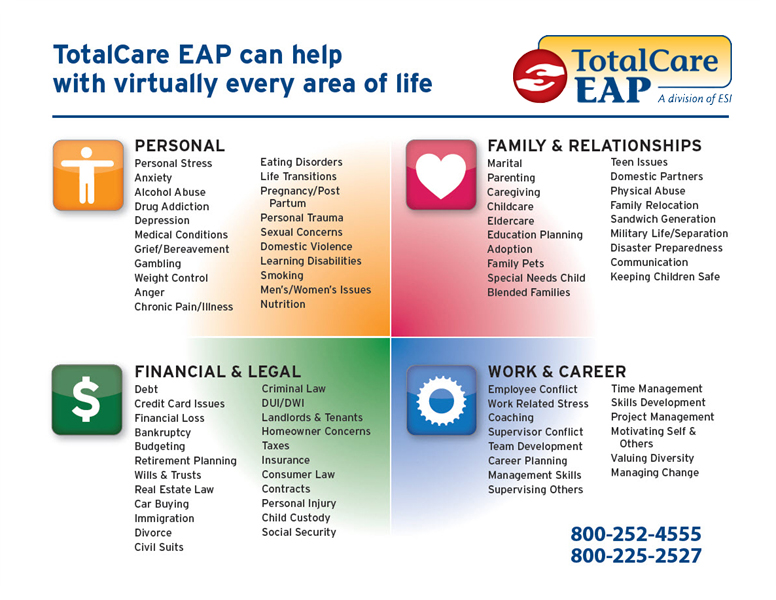 TotalCare EAP can help
with virtually every area of life
TotalCare
EAP
A division of ESI
PERSONAL
Personal Stress
Anxiety
Alcohol Abuse
Drug Addiction
Depression
Medical Conditions
Grief/Bereavement
Gambling
Weight Control
Anger
Chronic Pain/Illness
Eating Disorders
Life Transitions
Pregnancy/Post
Partum
Personal Trauma
Sexual Concerns
Domestic Violence
Learning Disabilities
Smoking
Men's/Women's Issues
Nutrition
FAMILY & RELATIONSHIPS
Marital
Parenting
Caregiving
Childcare
Eldercare
Education Planning
Adoption
Family Pets
Special Needs Child
Blended Families
Teen Issues
Domestic Partners
Physical Abuse
Family Relocation
Sandwich Generation
Military Life/Separation
Disaster Preparedness
Communication
Keeping Children Safe
$
FINANCIAL & LEGAL
Debt
Credit Card Issues
Financial Loss
Bankruptcy
Budgeting
Retirement Planning
Wills & Trusts
Real Estate Law
Car Buying
Immigration
Divorce
Civil Suits
Criminal Law
DUI/DWI
Landlords & Tenants
Homeowner Concerns
Taxes
Insurance
Consumer Law
Contracts
Personal Injury
Child Custody
Social Security
WORK & CAREER
Employee Conflict
Work Related Stress
Coaching
Supervisor Conflict
Team Development
Career Planning
Management Skills
Supervising Others
Time Management
Skills Development
Project Management
Motivating Self &
Others
Valuing Diversity
Managing Change
800-252-4555
800-225-2527